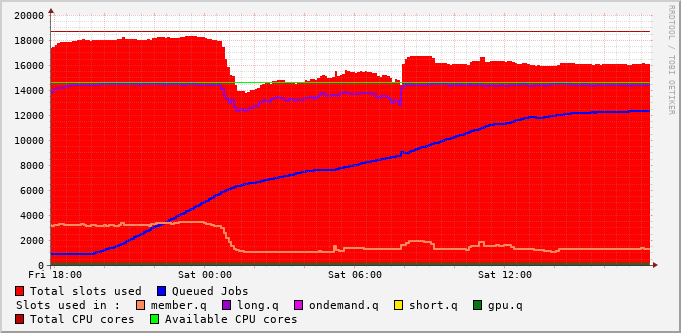 20000
18000
16000
14000
12000
10000
8000
6000
4000
2000
0
Fri 18:00 Sat 00:00 Sat 06:00 Sat 12:00
Total slots used Queued Jobs
Slots used in : member.q long.q ondemand.q short.q gpu.q
Total CPU cores Available CPU cores
RRDTOOL / TOBI OETIKER